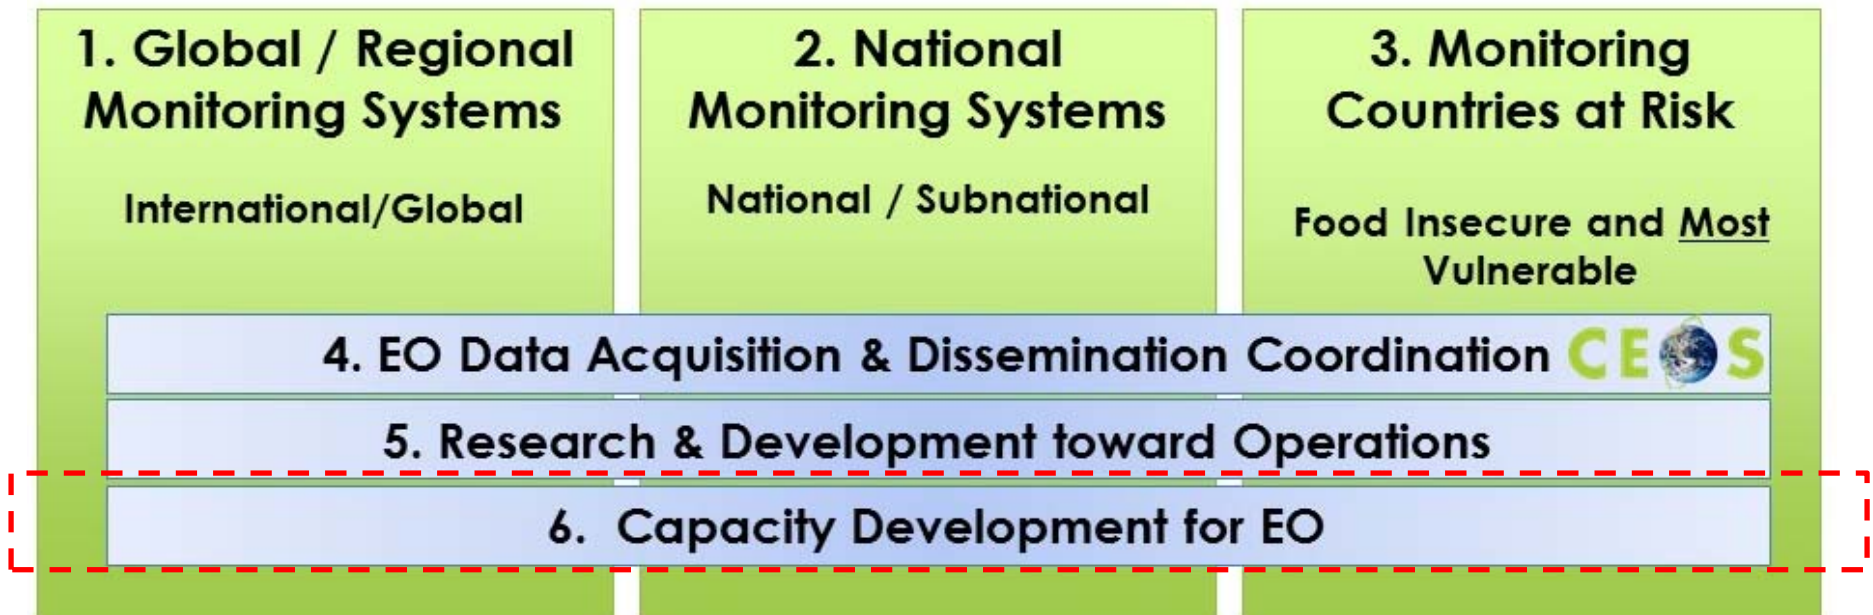 1. Global / Regional
Monitoring Systems
International/Global
2. National
Monitoring Systems
National / Subnational
3. Monitoring
Countries at Risk
Food Insecure and Most
Vulnerable
4. EO Data Acquisition & Dissemination Coordination CEOS
5. Research & Development toward Operations
6. Capacity Development for EO